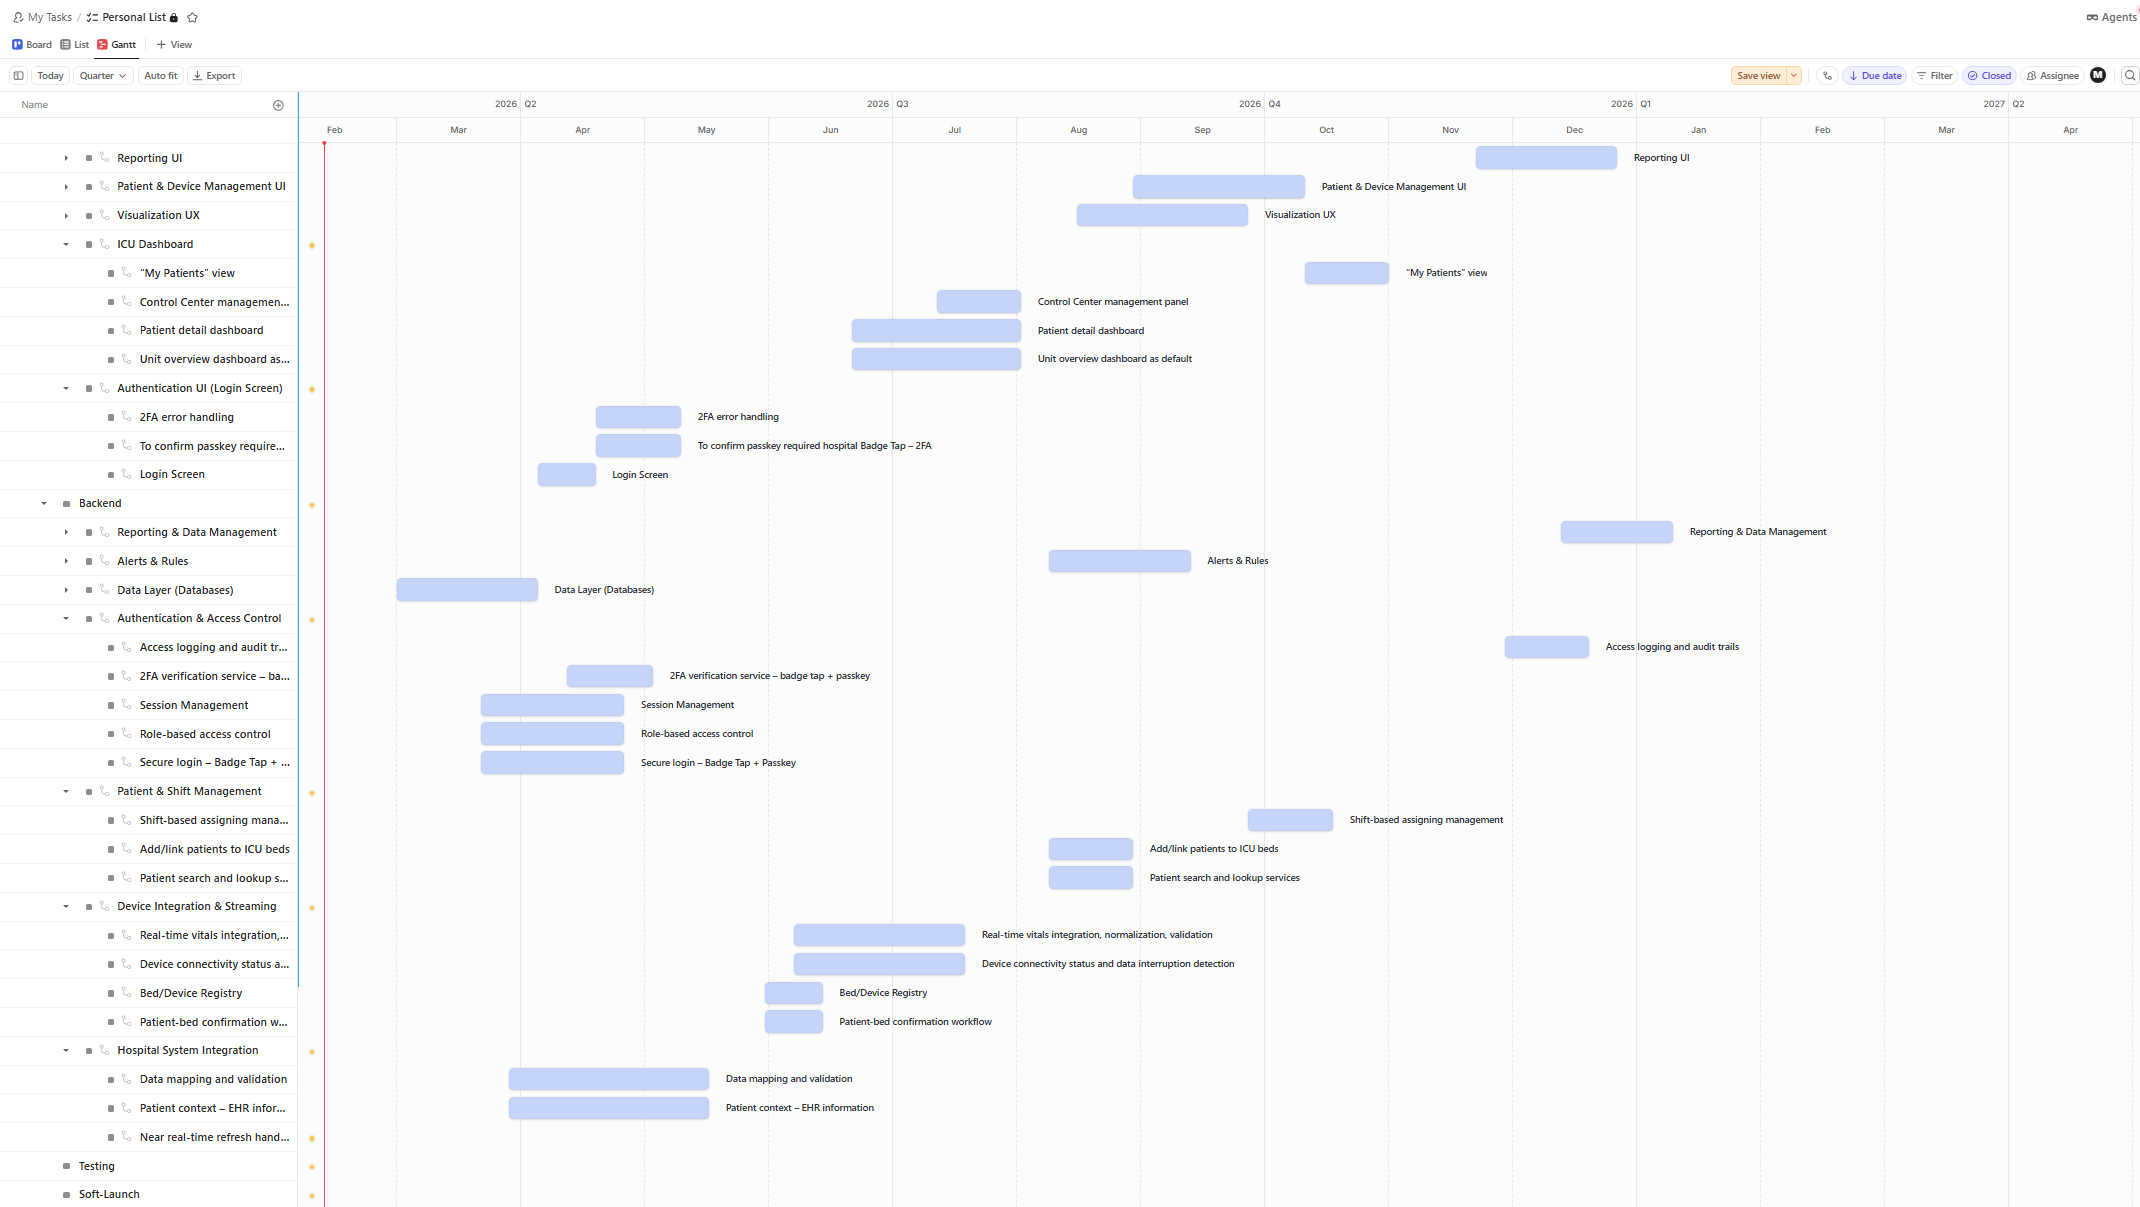 My Tasks / Personal List
Agents
Board List Gantt + View
Today Quarter Auto fit Export
Save view Due date Filter Closed Assignee M
Name
2026 Q2 2026 Q3 2026 Q4 2026 Q1 2027 Q2
Feb Mar Apr May Jun Jul Aug Sep Oct Nov Dec Jan Feb Mar Apr
Reporting UI Reporting UI
Patient & Device Management UI Patient & Device Management UI
Visualization UX Visualization UX
ICU Dashboard
“My Patients” view “My Patients” view
Control Center managemen... Control Center management panel
Patient detail dashboard Patient detail dashboard
Unit overview dashboard as... Unit overview dashboard as default
Authentication UI (Login Screen)
2FA error handling 2FA error handling
To confirm passkey require... To confirm passkey required hospital Badge Tap – 2FA
Login Screen Login Screen
Backend
Reporting & Data Management Reporting & Data Management
Alerts & Rules Alerts & Rules
Data Layer (Databases) Data Layer (Databases)
Authentication & Access Control
Access logging and audit tr... Access logging and audit trails
2FA verification service – ba... 2FA verification service – badge tap + passkey
Session Management Session Management
Role-based access control Role-based access control
Secure login – Badge Tap + ... Secure login – Badge Tap + Passkey
Patient & Shift Management
Shift-based assigning mana... Shift-based assigning management
Add/link patients to ICU beds Add/link patients to ICU beds
Patient search and lookup s... Patient search and lookup services
Device Integration & Streaming
Real-time vitals integration,... Real-time vitals integration, normalization, validation
Device connectivity status a... Device connectivity status and data interruption detection
Bed/Device Registry Bed/Device Registry
Patient-bed confirmation w... Patient-bed confirmation workflow
Hospital System Integration
Data mapping and validation Data mapping and validation
Patient context – EHR infor... Patient context – EHR information
Near real-time refresh hand...
Testing
Soft-Launch